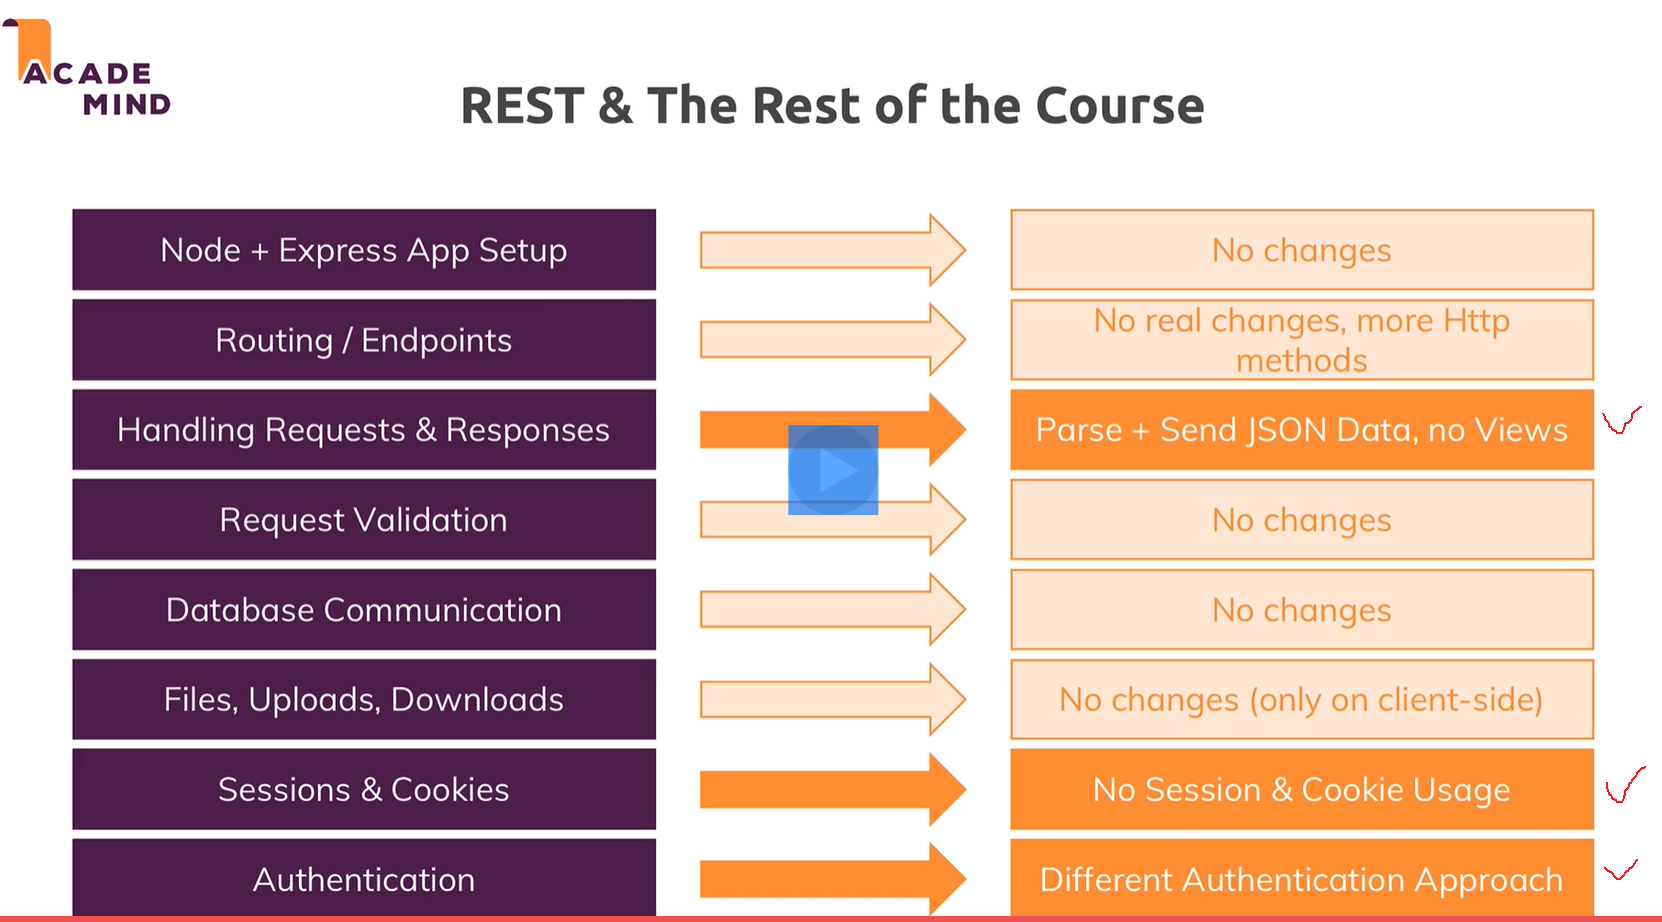 ACADE
MIND
REST & The Rest of the Course
Node + Express App Setup
No changes
Routing / Endpoints
No real changes, more Http
methods
Handling Requests & Responses
Parse + Send JSON Data, no Views
Request Validation
No changes
Database Communication
No changes
Files, Uploads, Downloads
No changes (only on client-side)
Sessions & Cookies
No Session & Cookie Usage
Authentication
Different Authentication Approach